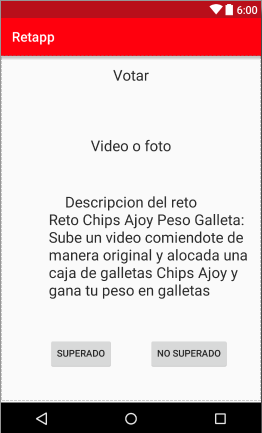 6:00
Retapp
Votar
Video o foto
Descripcion del reto
Reto Chips Ajoy Peso Galleta:
Sube un video comiendote de
manera original y alocada una
caja de galletas Chips Ajoy y
gana tu peso en galletas
SUPERADO NO SUPERADO